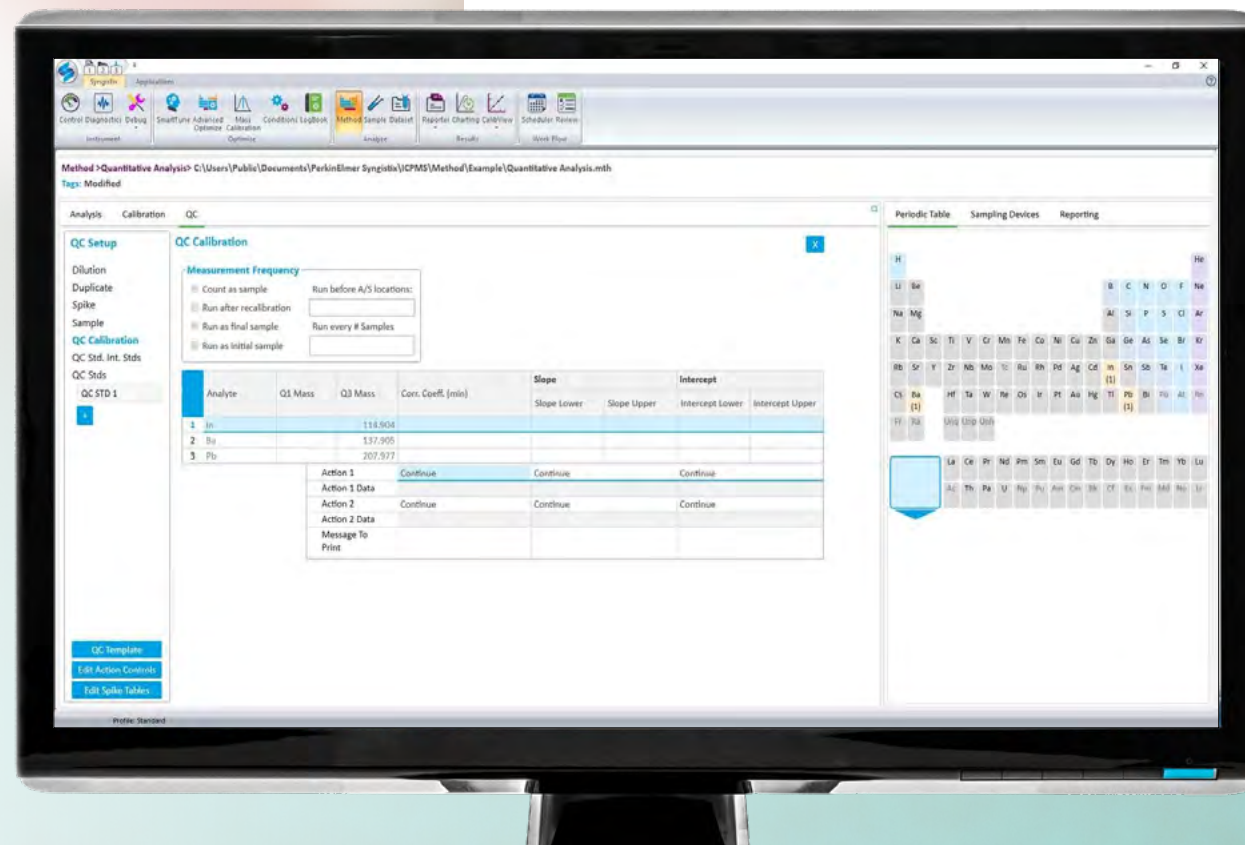 Syngistix Applications
Control Diagnostics Debug SmartTune Advanced Optimize Mass Calibration Conditions Logbook Method Sample Dataset Reporter Charting CalibView Scheduler Review
Instrument Optimize Analyze Results Work Flow
Method >Quantitative Analysis> C:\Users\Public\Documents\PerkinElmer Syngistix\ICPMS\Method\Example\Quantitative Analysis.mth
Tags: Modified
Analysis Calibration QC
QC Setup
Dilution
Duplicate
Spike
Sample
QC Calibration
QC Std. Int. Stds
QC Stds
QC STD 1
+
QC Template
Edit Action Controls
Edit Spike Tables
QC Calibration
X
Measurement Frequency
Count as sample
Run after recalibration
Run as final sample
Run as initial sample
Run before A/S locations:
Run every # Samples
Slope Intercept
Analyte Q1 Mass Q3 Mass Corr. Coeff. (min) Slope Lower Slope Upper Intercept Lower Intercept Upper
1 In 114.904
2 Ba 137.905
3 Pb 207.977
Action 1 Continue Continue Continue
Action 1 Data
Action 2 Continue Continue Continue
Action 2 Data
Message To
Print
Periodic Table Sampling Devices Reporting
H He
Li Be B C N O F Ne
Na Mg Al Si P S Cl Ar
K Ca Sc Ti V Cr Mn Fe Co Ni Cu Zn Ga Ge As Se Br Kr
Rb Sr Y Zr Nb Mo Tc Ru Rh Pd Ag Cd In Sn Sb Te I Xe
(1)
Cs Ba Hf Ta W Re Os Ir Pt Au Hg Tl Pb Bi Po At Rn
(1) (1)
Fr Ra Unq Unp Unh
La Ce Pr Nd Pm Sm Eu Gd Tb Dy Ho Er Tm Yb Lu
Ac Th Pa U Np Pu Am Cm Bk Cf Es Fm Md No Lr
Profile: Standard